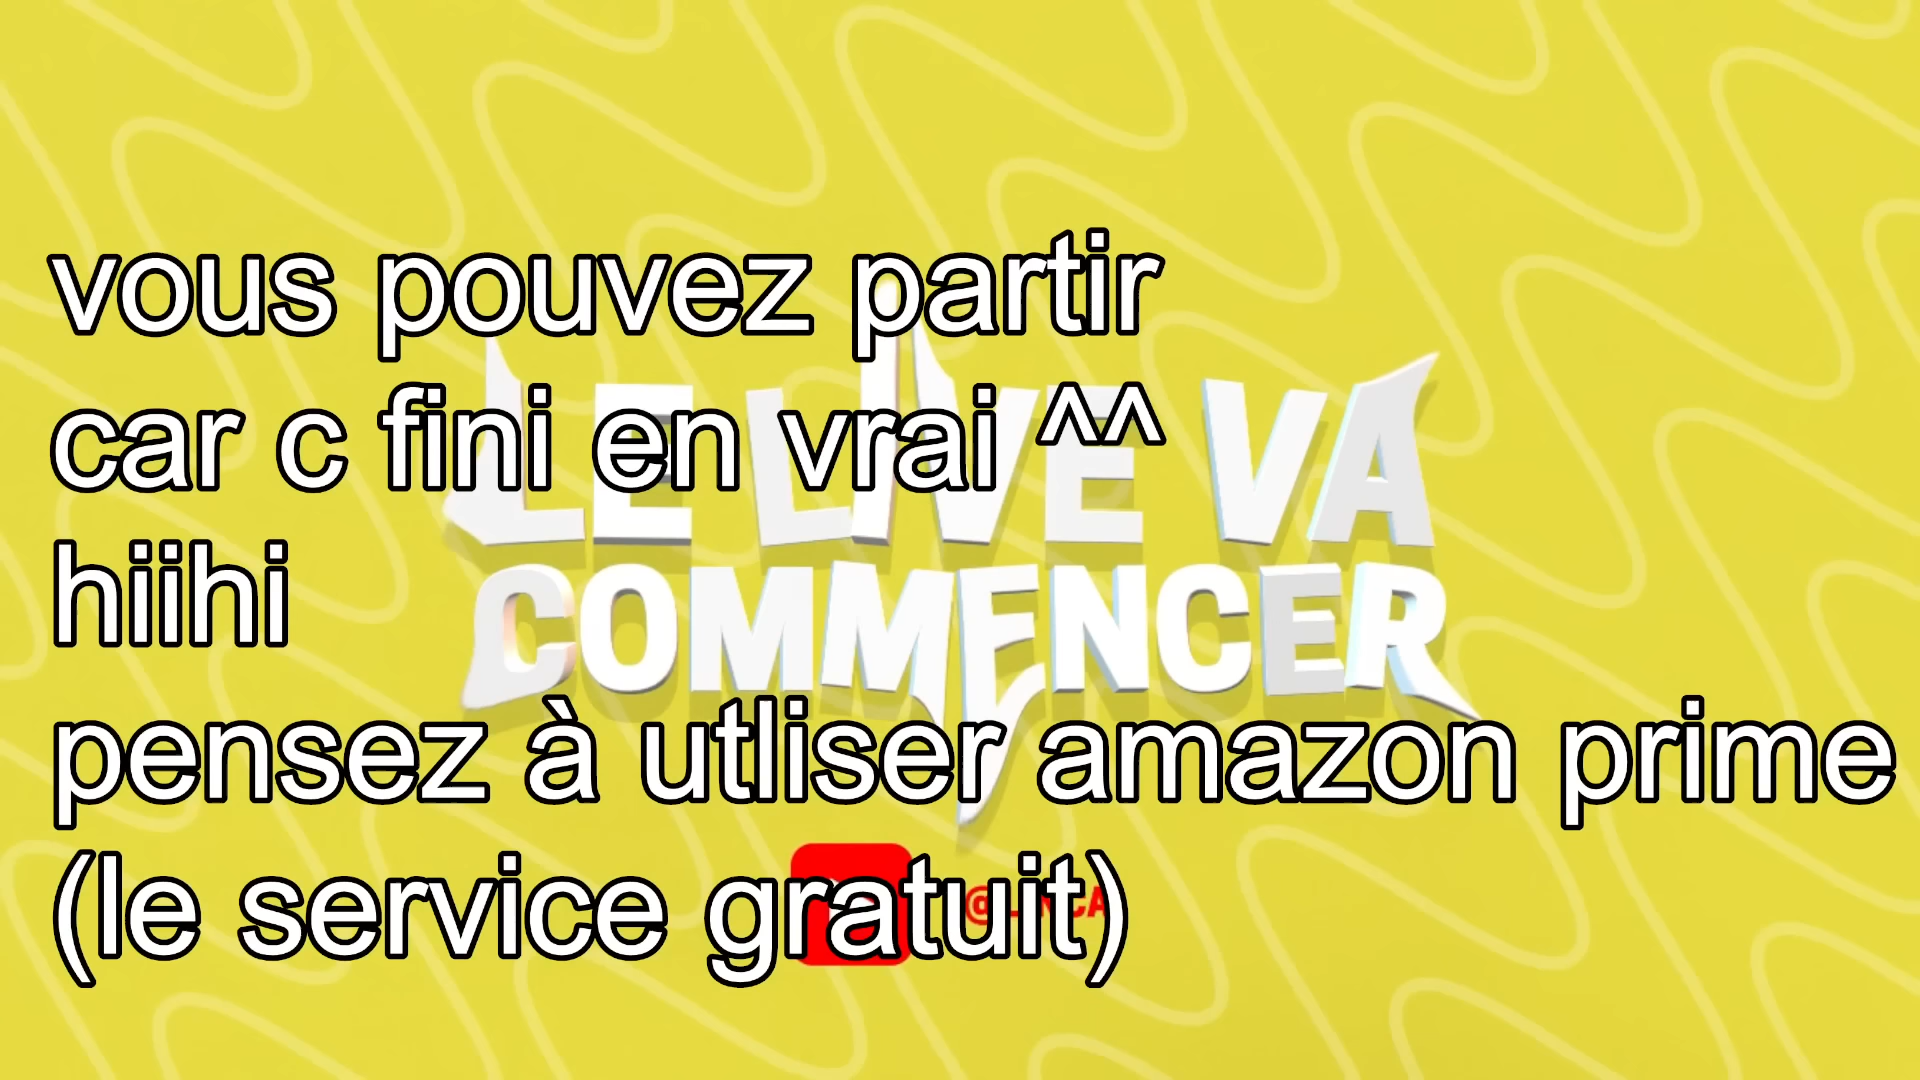 vous pouvez partir
car c fini en vrai ^^
hiihi
pensez à utliser amazon prime
(le service gratuit)
LE LIVE VA
COMMENCER